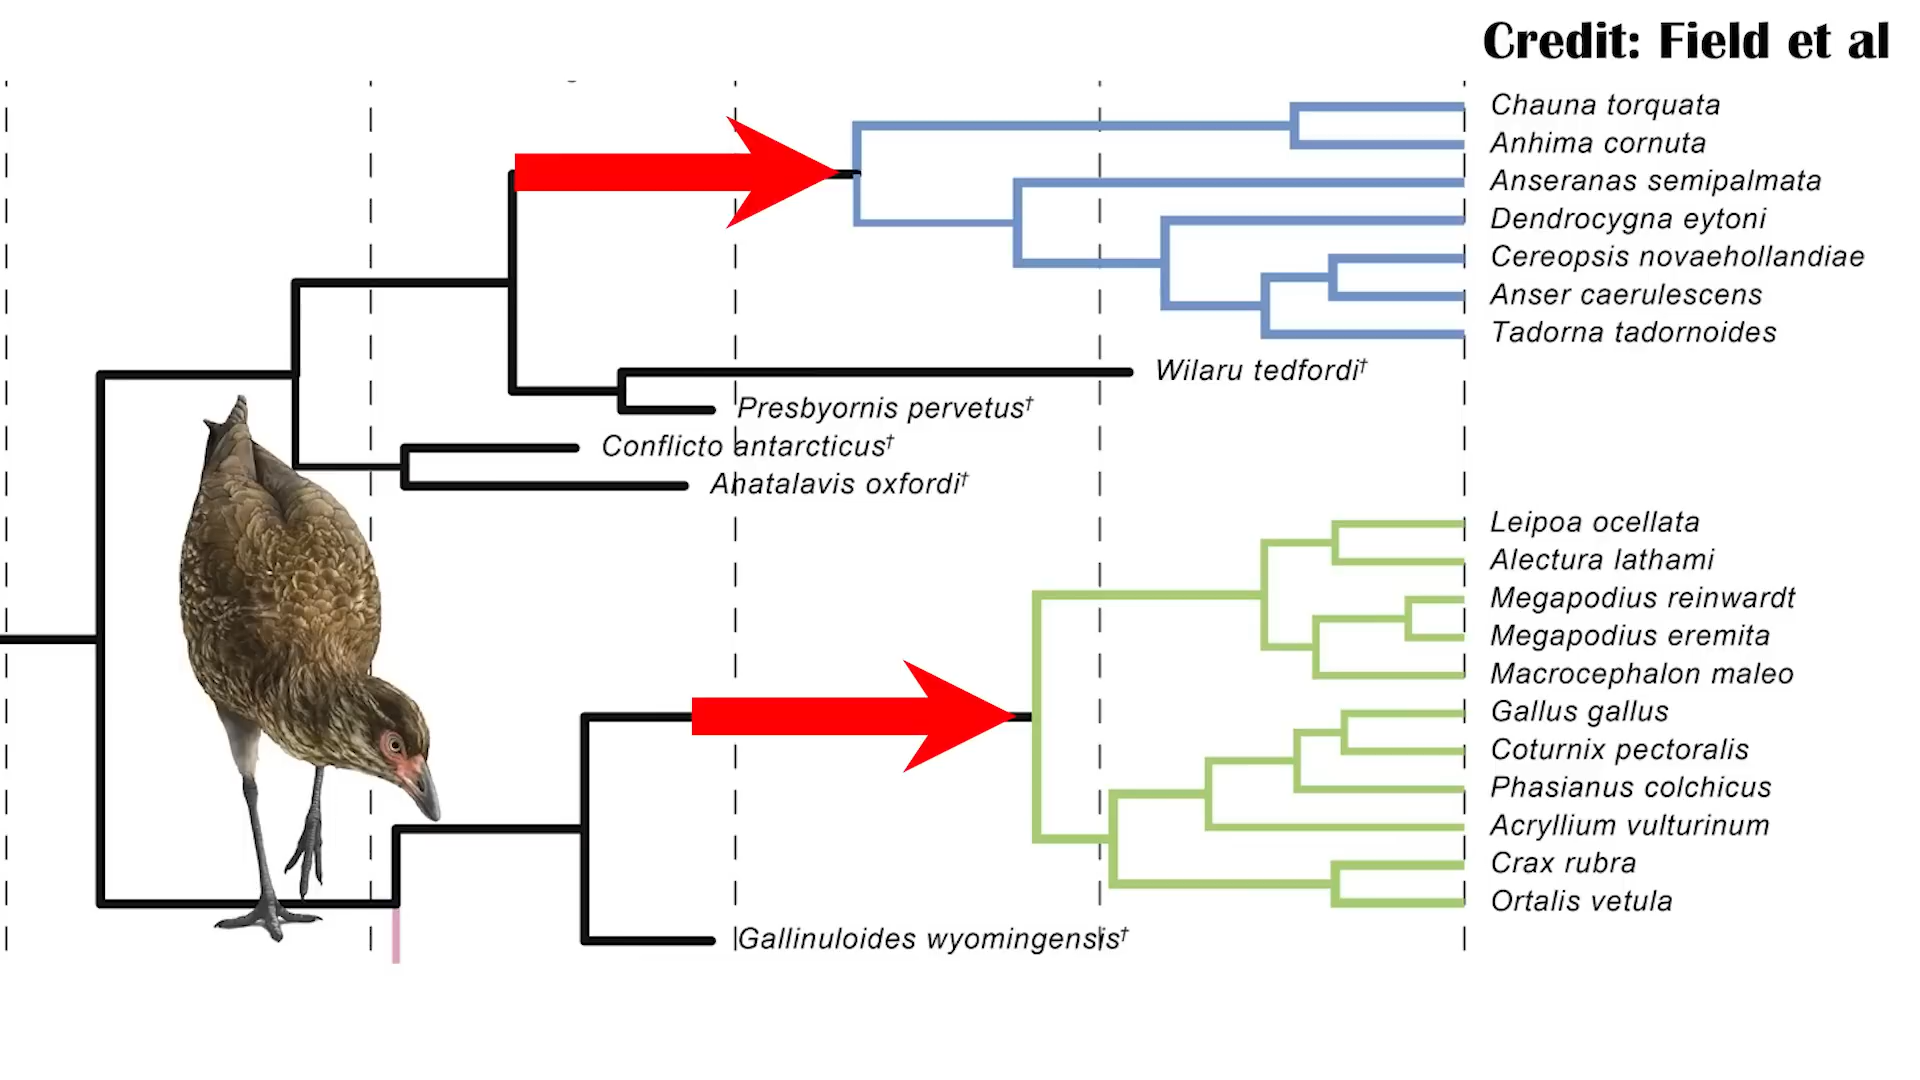 Credit: Field et al
Chauna torquata
Anhima cornuta
Anseranas semipalmata
Dendrocygna eytoni
Cereopsis novaehollandiae
Anser caerulescens
Tadorna tadornoides
Wilaru tedfordi†
Presbyornis pervetus†
Conflicto antarcticus†
Anatalavis oxfordi†
Leipoa ocellata
Alectura lathami
Megapodius reinwardt
Megapodius eremita
Macrocephalon maleo
Gallus gallus
Coturnix pectoralis
Phasianus colchicus
Acryllium vulturinum
Crax rubra
Ortalis vetula
Gallinuloides wyomingensis†